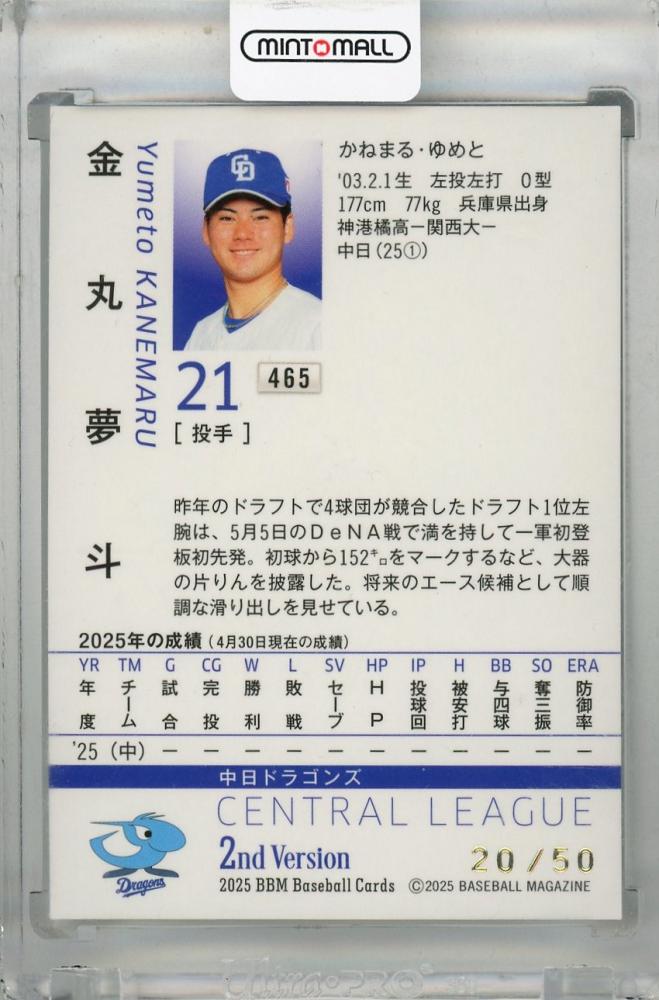 MINT MALL
金丸夢斗
Yumeto KANEMARU
かねまる・ゆめと
'03.2.1生 左投左打 O型
177cm 77kg 兵庫県出身
神港橘高ー関西大ー
中日(25①)
21
465
[投手]
昨年のドラフトで4球団が競合したドラフト1位左
腕は、5月5日のDeNA戦で満を持して一軍初登
板初先発。初球から152㌔をマークするなど、大器
の片りんを披露した。将来のエース候補として順
調な滑り出しを見せている。
2025年の成績(4月30日現在の成績)
YR TM G CG W L SV HP IP H BB SO ERA
年度 チーム 試合 完投 勝利 敗戦 セーブ HP 投球回 被安打 与四球 奪三振 防御率
'25(中) － － － － － － － － － － －
中日ドラゴンズ
CENTRAL LEAGUE
2nd Version
20/50
Dragons
2025 BBM Baseball Cards ©2025 BASEBALL MAGAZINE
Ultra·PRO